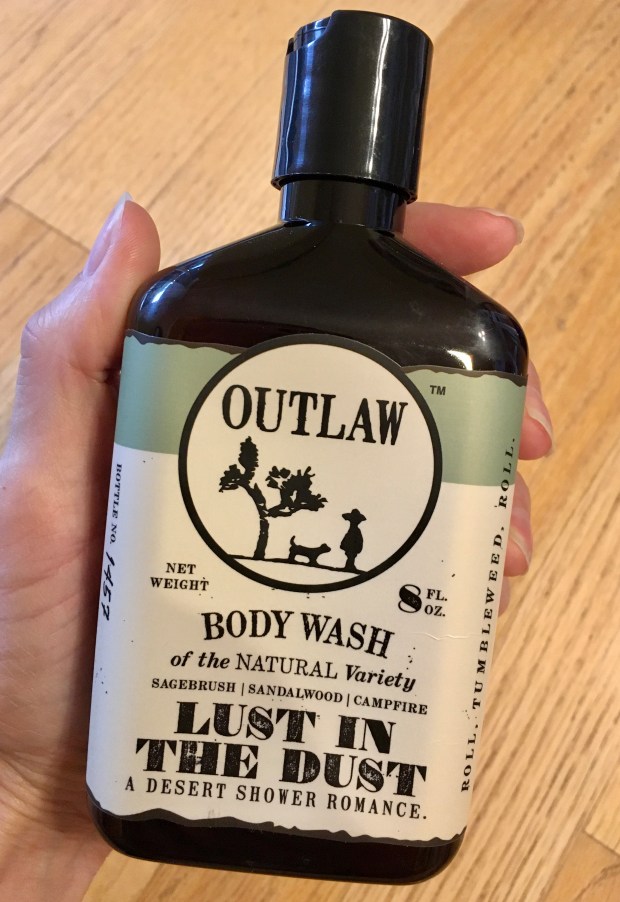 OUTLAW
TM
BOTTLE NO. 1457
NET
WEIGHT
8 FL.
OZ.
BODY WASH
of the NATURAL Variety
SAGEBRUSH | SANDALWOOD | CAMPFIRE
LUST IN
THE DUST
A DESERT SHOWER ROMANCE.
ROLL, TUMBLEWEED. ROLL.